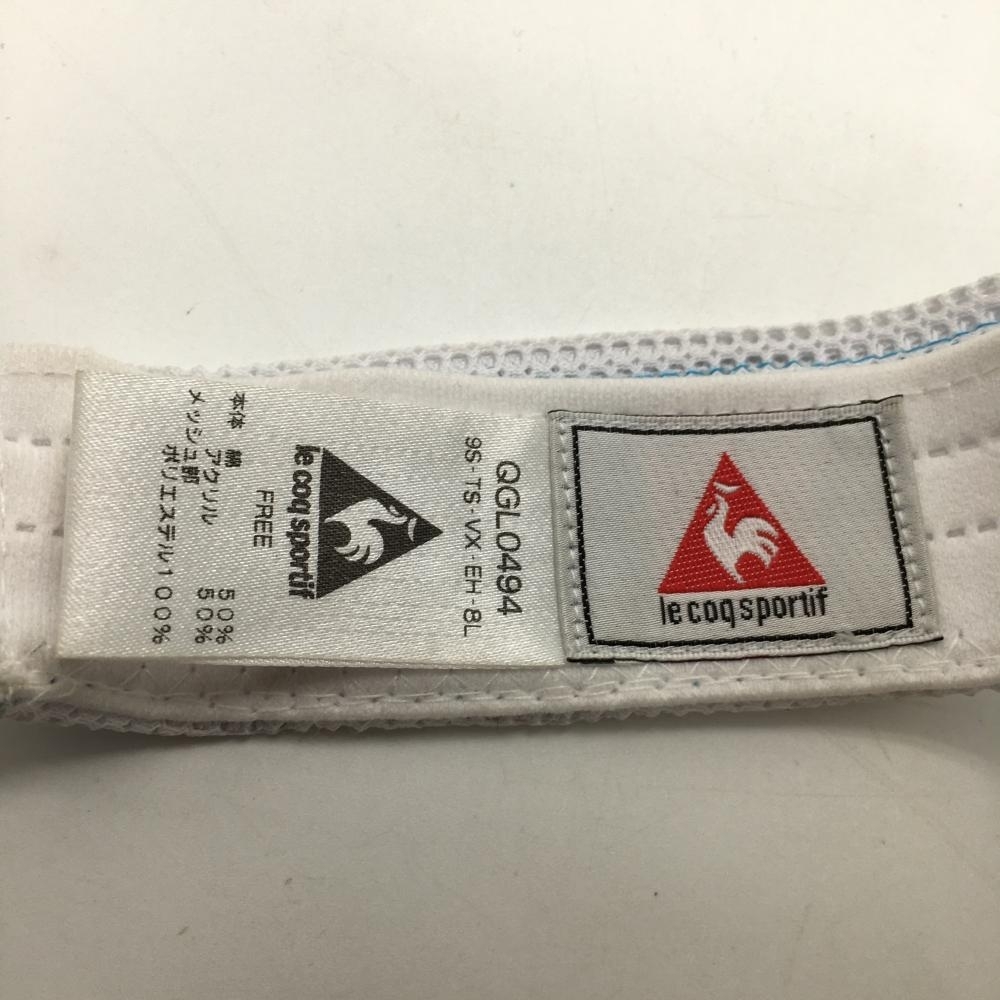 QGL0494
9S-TS-VX-EH-8L
le coq sportif
FREE
本体 綿 50%
アクリル 50%
メッシュ部
ポリエステル100%
le coq sportif